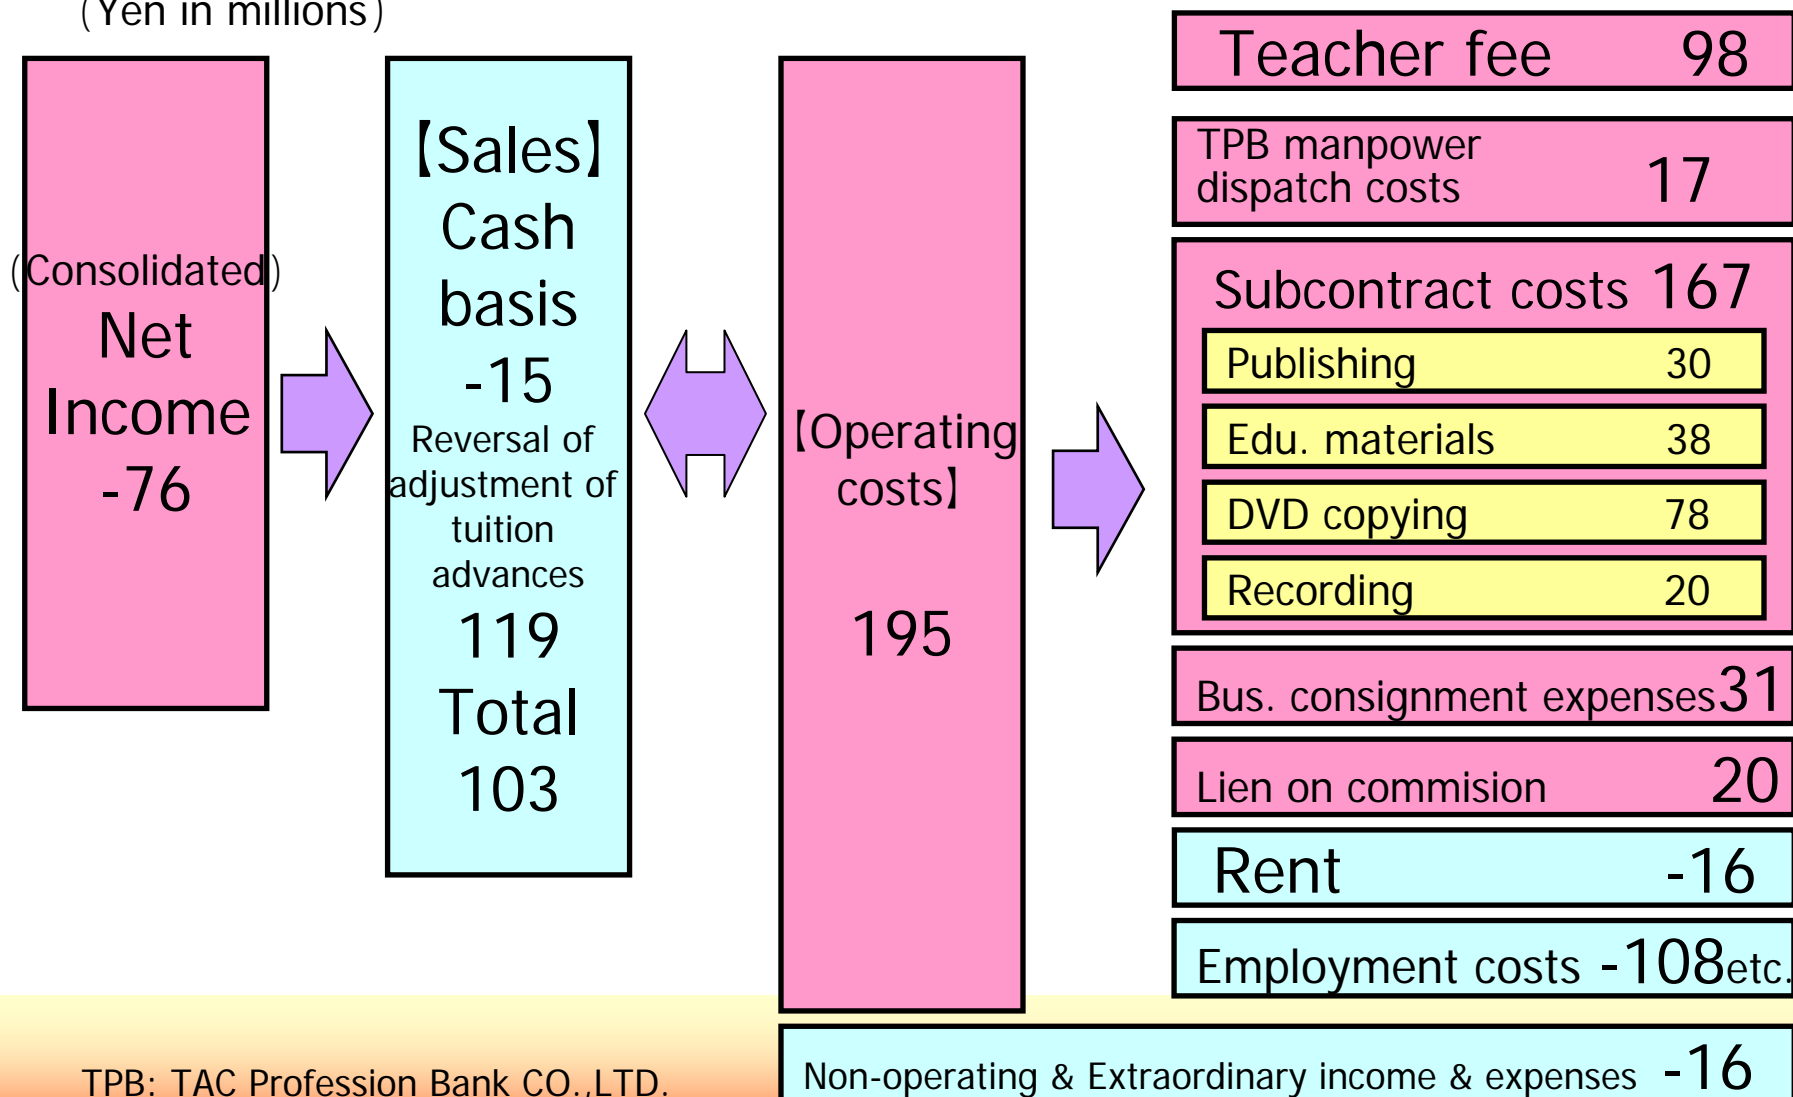 (Yen in millions)
(Consolidated)
Net
Income
-76
【Sales】
Cash
basis
-15
Reversal of
adjustment of
tuition
advances
119
Total
103
【Operating
costs】
195
Teacher fee 98
TPB manpower
dispatch costs 17
Subcontract costs 167
Publishing 30
Edu. materials 38
DVD copying 78
Recording 20
Bus. consignment expenses 31
Lien on commision 20
Rent -16
Employment costs -108 etc.
Non-operating & Extraordinary income & expenses -16
TPB: TAC Profession Bank CO.,LTD.